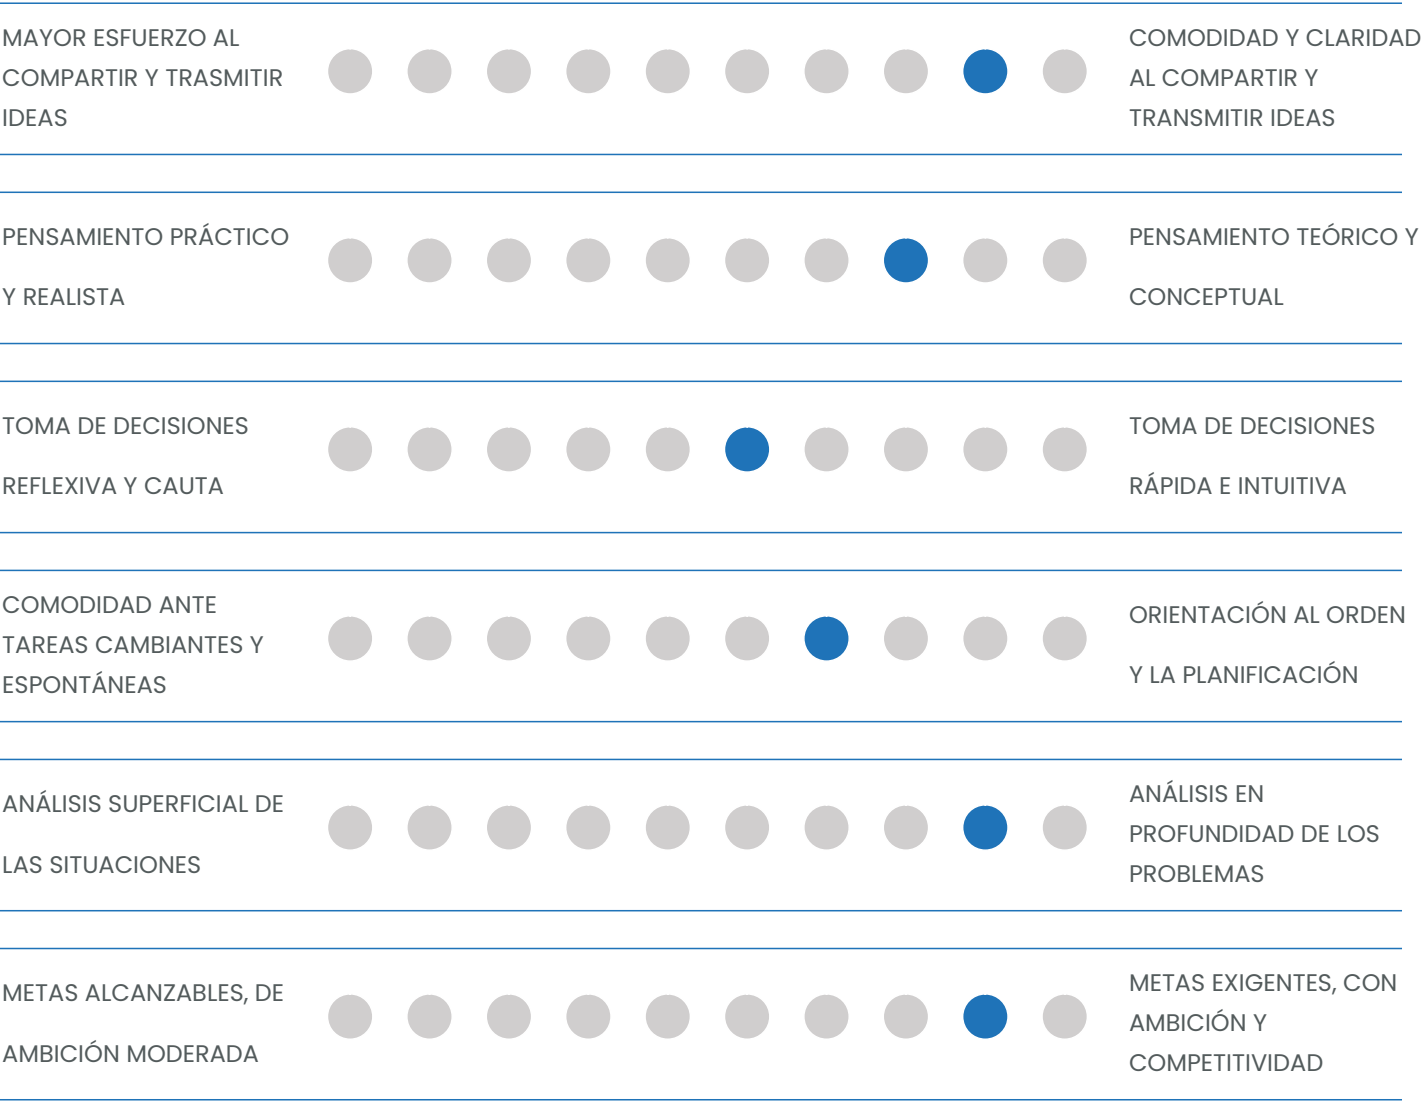 MAYOR ESFUERZO AL
COMPARTIR Y TRASMITIR
IDEAS
COMODIDAD Y CLARIDAD
AL COMPARTIR Y
TRANSMITIR IDEAS
PENSAMIENTO PRÁCTICO
Y REALISTA
PENSAMIENTO TEÓRICO Y
CONCEPTUAL
TOMA DE DECISIONES
REFLEXIVA Y CAUTA
TOMA DE DECISIONES
RÁPIDA E INTUITIVA
COMODIDAD ANTE
TAREAS CAMBIANTES Y
ESPONTÁNEAS
ORIENTACIÓN AL ORDEN
Y LA PLANIFICACIÓN
ANÁLISIS SUPERFICIAL DE
LAS SITUACIONES
ANÁLISIS EN
PROFUNDIDAD DE LOS
PROBLEMAS
METAS ALCANZABLES, DE
AMBICIÓN MODERADA
METAS EXIGENTES, CON
AMBICIÓN Y
COMPETITIVIDAD